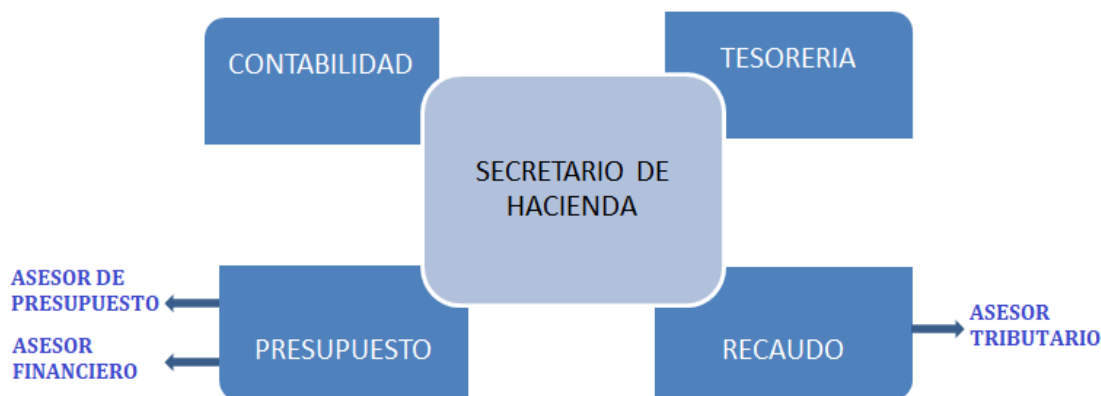 CONTABILIDAD
TESORERIA
SECRETARIO DE
HACIENDA
ASESOR DE
PRESUPUESTO
ASESOR
FINANCIERO
PRESUPUESTO
RECAUDO
ASESOR
TRIBUTARIO